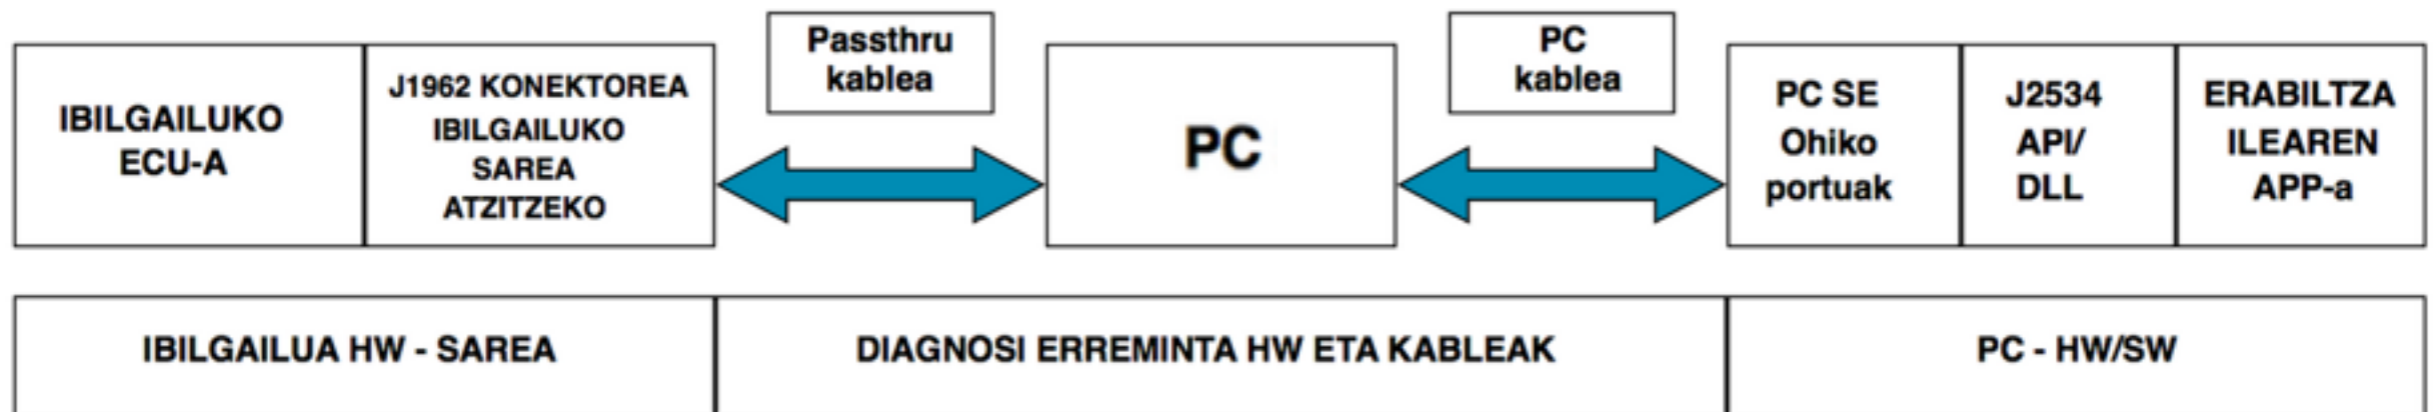 IBILGAILUKO
ECU-A
J1962 KONEKTOREA
IBILGAILUKO
SAREA
ATZITZEKO
Passthru
kablea
PC
PC
kablea
PC SE
Ohiko
portuak
J2534
API/
DLL
ERABILTZA
ILEAREN
APP-a
IBILGAILUA HW - SAREA
DIAGNOSI ERREMINTA HW ETA KABLEAK
PC - HW/SW